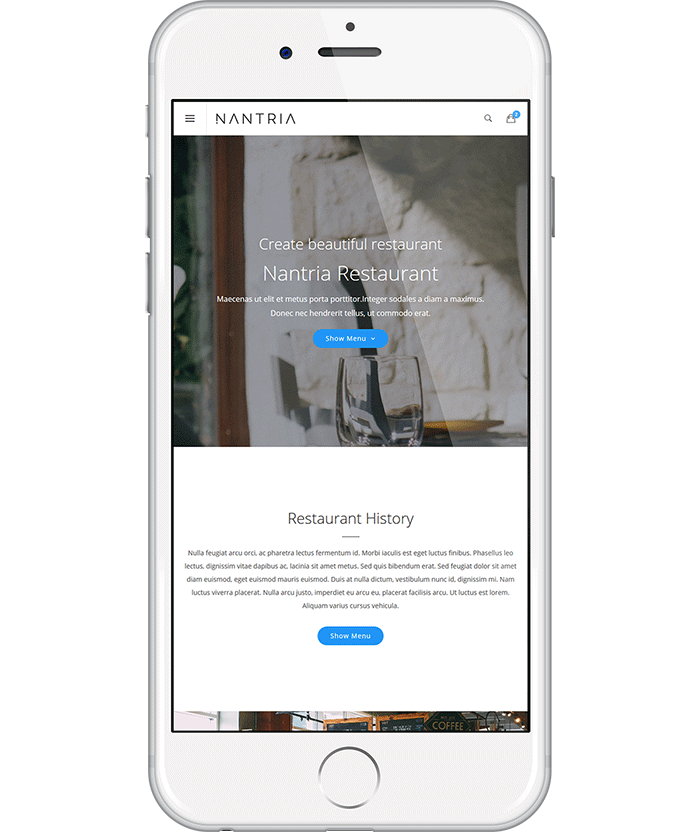 NANTRIA
Create beautiful restaurant
Nantria Restaurant
Maecenas ut elit et metus porta porttitor.Integer sodales a diam a maximus.
Donec nec hendrerit tellus, ut commodo erat.
Show Menu
Restaurant History
Nulla feugiat arcu orci, ac pharetra lectus fermentum id. Morbi iaculis est eget luctus finibus. Phasellus leo
lectus, dignissim vitae dapibus ac, lacinia sit amet metus. Sed quis bibendum erat. Sed feugiat dolor sit amet
diam euismod, eget euismod mauris euismod. Duis at nulla dictum, vestibulum nunc id, dignissim mi. Nam
luctus viverra placerat. Nulla arcu justo, imperdiet eu arcu eu, placerat facilisis arcu. Ut luctus est lorem.
Aliquam varius cursus vehicula.
Show Menu
COFFEE